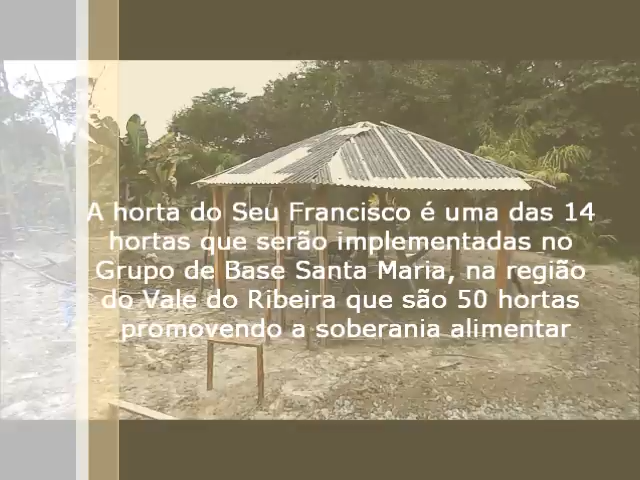 A horta do Seu Francisco é uma das 14
hortas que serão implementadas no
Grupo de Base Santa Maria, na região
do Vale do Ribeira que são 50 hortas
promovendo a soberania alimentar